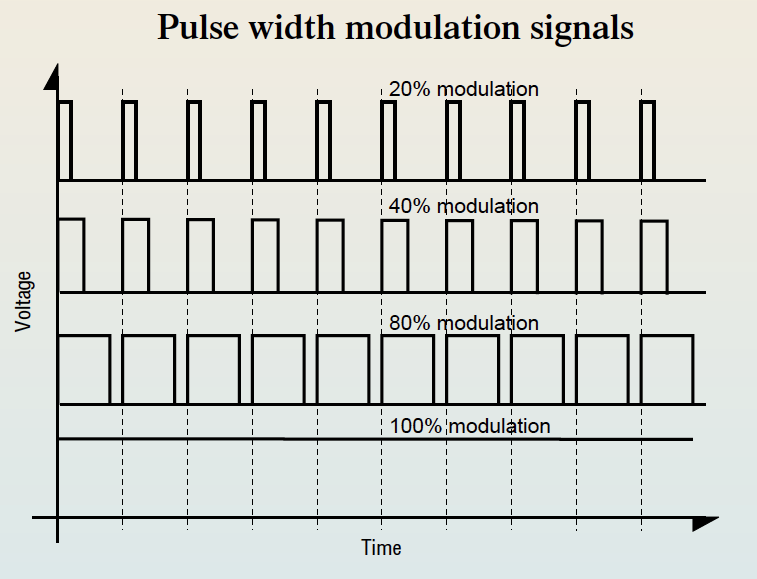 Pulse width modulation signals
20% modulation
40% modulation
Voltage
80% modulation
100% modulation
Time